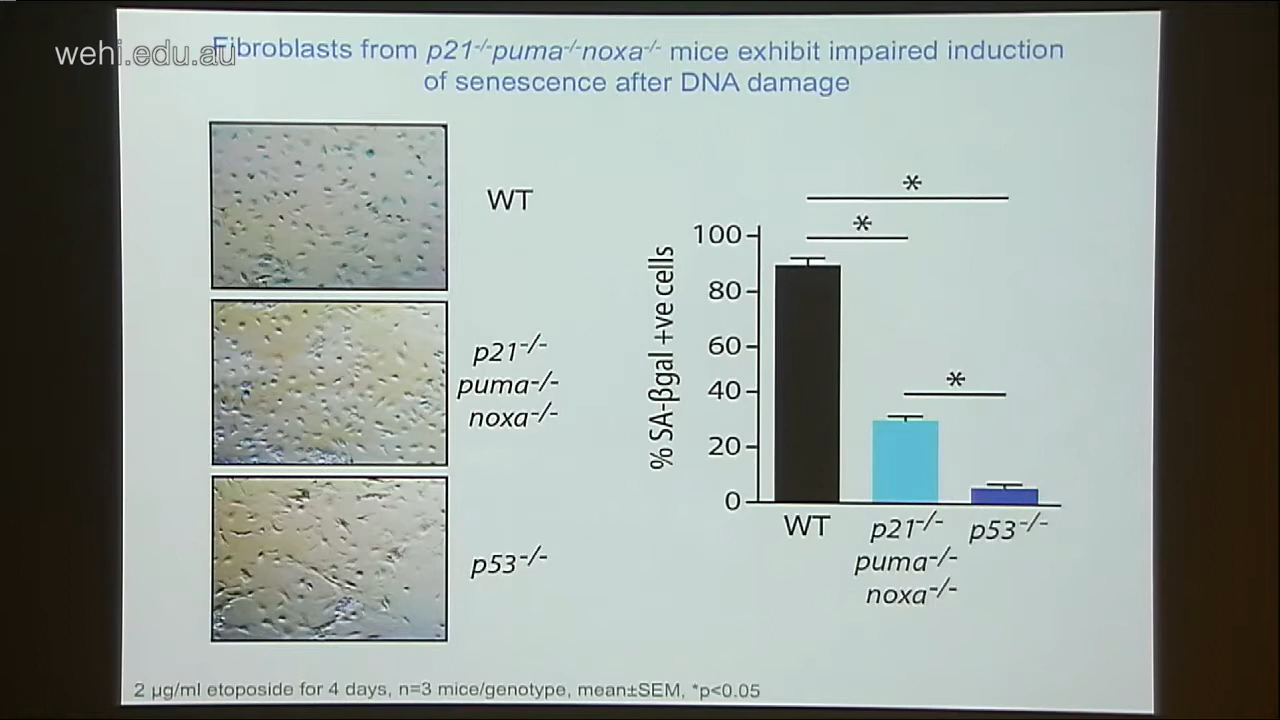 wehi.edu.au
Fibroblasts from p21-/-puma-/-noxa-/- mice exhibit impaired induction
of senescence after DNA damage
WT
p21-/-
puma-/-
noxa-/-
p53-/-
% SA-βgal +ve cells
100
80
60
40
20
0
*
*
*
WT
p21-/-
puma-/-
noxa-/-
p53-/-
2 µg/ml etoposide for 4 days, n=3 mice/genotype, mean±SEM, *p<0.05